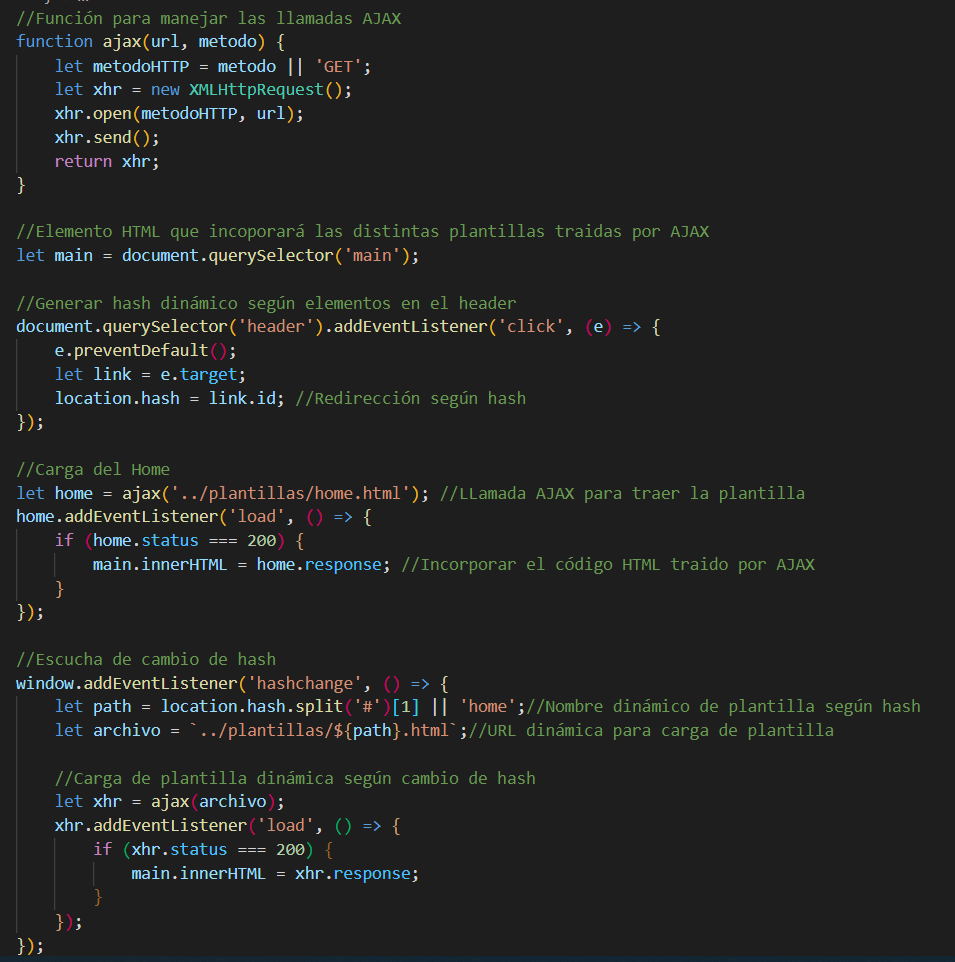 //Función para manejar las llamadas AJAX
function ajax(url, metodo) {
    let metodoHTTP = metodo || 'GET';
    let xhr = new XMLHttpRequest();
    xhr.open(metodoHTTP, url);
    xhr.send();
    return xhr;
}

//Elemento HTML que incoporará las distintas plantillas traidas por AJAX
let main = document.querySelector('main');

//Generar hash dinámico según elementos en el header
document.querySelector('header').addEventListener('click', (e) => {
    e.preventDefault();
    let link = e.target;
    location.hash = link.id; //Redirección según hash
});

//Carga del Home
let home = ajax('../plantillas/home.html'); //LLamada AJAX para traer la plantilla
home.addEventListener('load', () => {
    if (home.status === 200) {
        main.innerHTML = home.response; //Incorporar el código HTML traido por AJAX
    }
});

//Escucha de cambio de hash
window.addEventListener('hashchange', () => {
    let path = location.hash.split('#')[1] || 'home';//Nombre dinámico de plantilla según hash
    let archivo = `../plantillas/${path}.html`;//URL dinámica para carga de plantilla

    //Carga de plantilla dinámica según cambio de hash
    let xhr = ajax(archivo);
    xhr.addEventListener('load', () => {
        if (xhr.status === 200) {
            main.innerHTML = xhr.response;
        }
    });
});